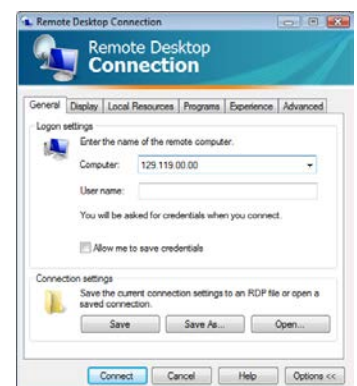 Remote Desktop Connection
Remote Desktop
Connection
General Display Local Resources Programs Experience Advanced
Logon settings
Enter the name of the remote computer.
Computer: 129.119.00.00
User name:
You will be asked for credentials when you connect.
Allow me to save credentials
Connection settings
Save the current connection settings to an RDP file or open a
saved connection.
Save Save As... Open...
Connect Cancel Help Options <<